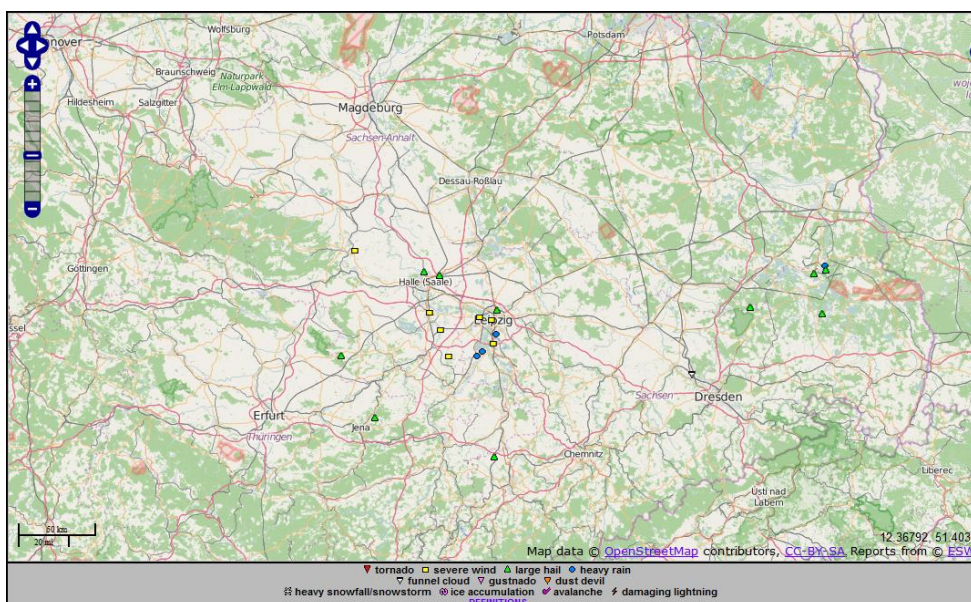 Wolfsburg
Potsdam
nover
Braunschweig
Naturpark
Elm-Lappwald
Hildesheim
Salzgitter
Magdeburg
Sachsen-Anhalt
Dessau-Roßlau
Göttingen
Halle (Saale)
Leipzig
Erfurt
Jena
Thüringen
Sachsen
Dresden
Chemnitz
Liberec
Ústí nad
Labem
50 km
20 mi
12.36792, 51.403
Map data © OpenStreetMap contributors, CC-BY-SA Reports from © ESW
tornado severe wind large hail heavy rain
funnel cloud gustnado dust devil
heavy snowfall/snowstorm ice accumulation avalanche damaging lightning
DEFINITIONS